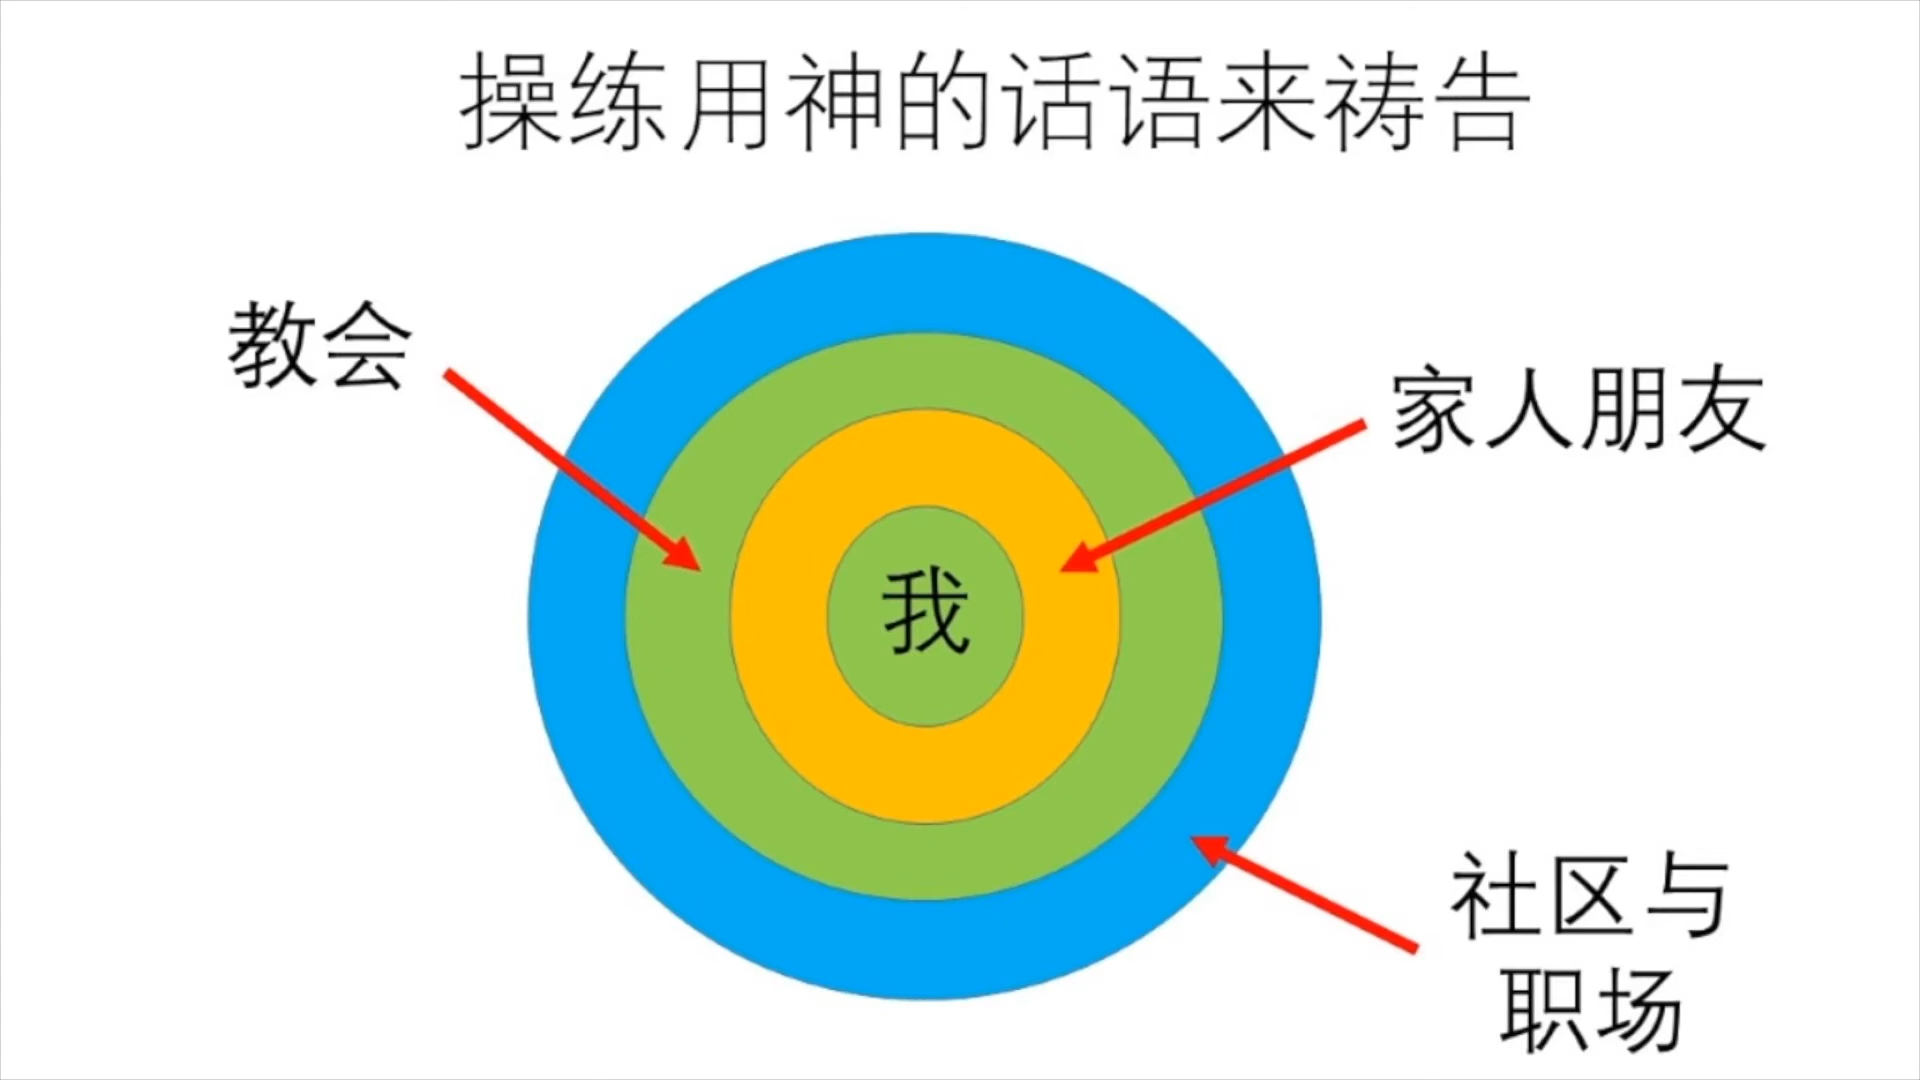 操练用神的话语来祷告
教会
家人朋友
我
社区与
职场